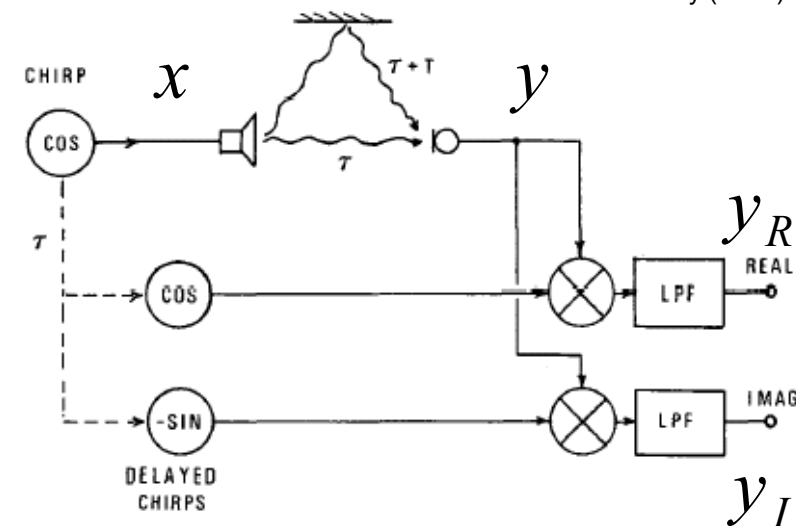 CHIRP
x
τ + T
y
COS
τ
τ
y_R
REAL
COS
LPF
IMAG
-SIN
LPF
DELAYED
CHIRPS
y_I